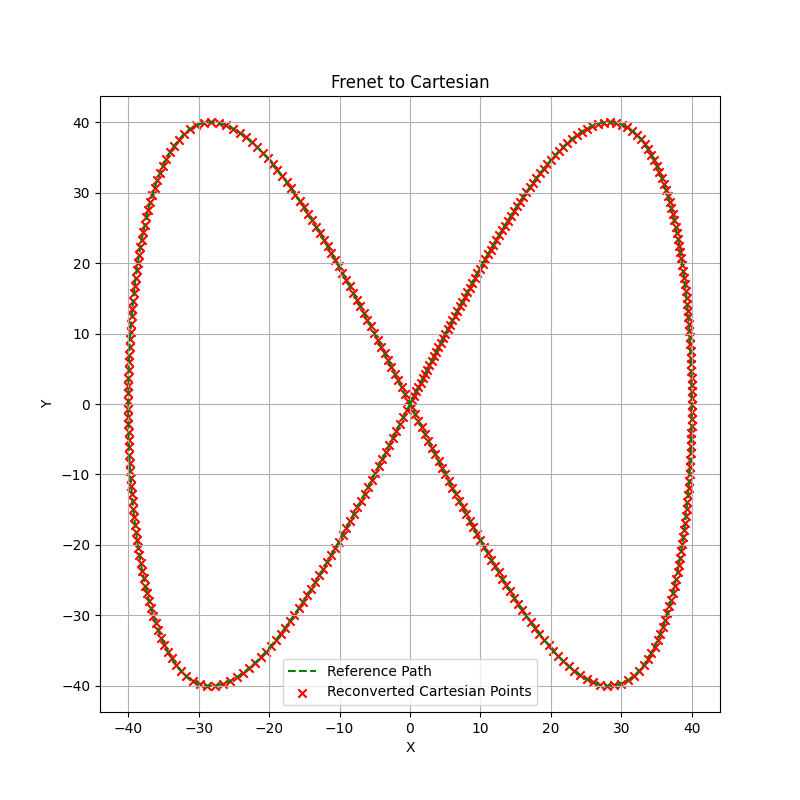 Frenet to Cartesian
40
30
20
10
0
−10
−20
−30
−40
Y
Reference Path
Reconverted Cartesian Points
−40 −30 −20 −10 0 10 20 30 40
X